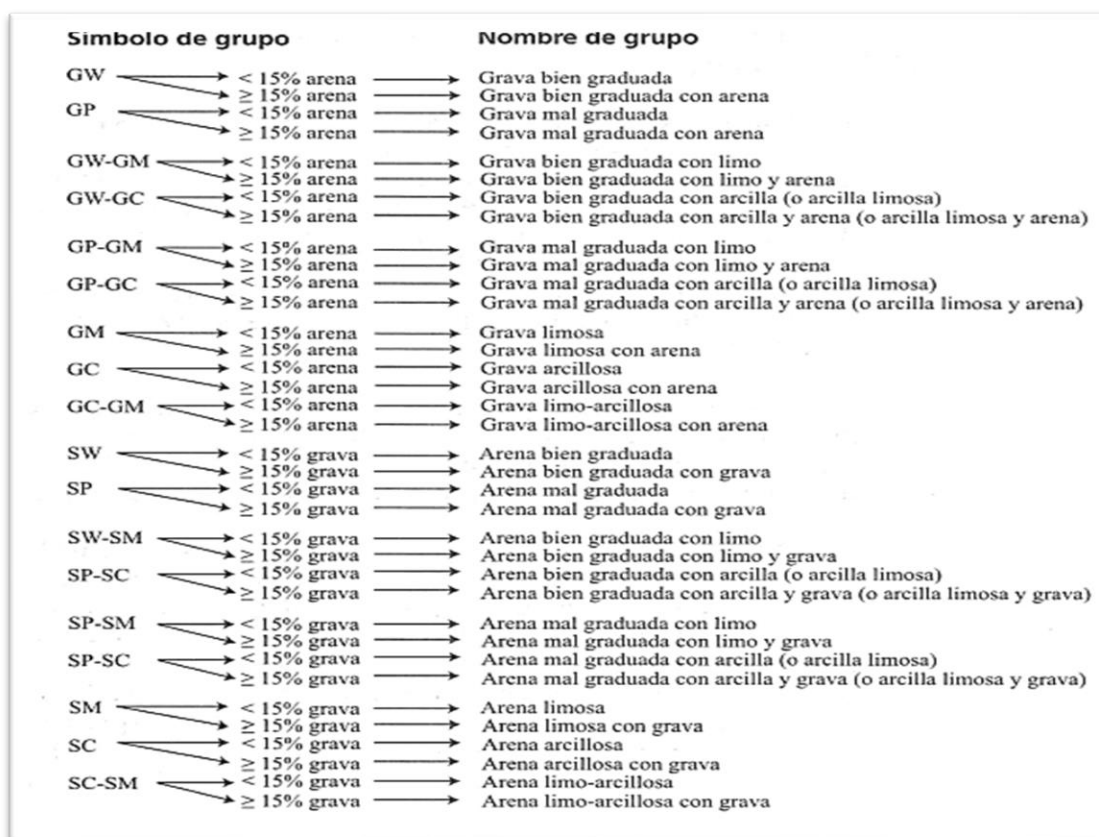 Símbolo de grupo Nombre de grupo
GW < 15% arena Grava bien graduada
≥ 15% arena Grava bien graduada con arena
GP < 15% arena Grava mal graduada
≥ 15% arena Grava mal graduada con arena
GW-GM < 15% arena Grava bien graduada con limo
≥ 15% arena Grava bien graduada con limo y arena
GW-GC < 15% arena Grava bien graduada con arcilla (o arcilla limosa)
≥ 15% arena Grava bien graduada con arcilla y arena (o arcilla limosa y arena)
GP-GM < 15% arena Grava mal graduada con limo
≥ 15% arena Grava mal graduada con limo y arena
GP-GC < 15% arena Grava mal graduada con arcilla (o arcilla limosa)
≥ 15% arena Grava mal graduada con arcilla y arena (o arcilla limosa y arena)
GM < 15% arena Grava limosa
≥ 15% arena Grava limosa con arena
GC < 15% arena Grava arcillosa
≥ 15% arena Grava arcillosa con arena
GC-GM < 15% arena Grava limo-arcillosa
≥ 15% arena Grava limo-arcillosa con arena
SW < 15% grava Arena bien graduada
≥ 15% grava Arena bien graduada con grava
SP < 15% grava Arena mal graduada
≥ 15% grava Arena mal graduada con grava
SW-SM < 15% grava Arena bien graduada con limo
≥ 15% grava Arena bien graduada con limo y grava
SP-SC < 15% grava Arena bien graduada con arcilla (o arcilla limosa)
≥ 15% grava Arena bien graduada con arcilla y grava (o arcilla limosa y grava)
SP-SM < 15% grava Arena mal graduada con limo
≥ 15% grava Arena mal graduada con limo y grava
SP-SC < 15% grava Arena mal graduada con arcilla (o arcilla limosa)
≥ 15% grava Arena mal graduada con arcilla y grava (o arcilla limosa y grava)
SM < 15% grava Arena limosa
≥ 15% grava Arena limosa con grava
SC < 15% grava Arena arcillosa
≥ 15% grava Arena arcillosa con grava
SC-SM < 15% grava Arena limo-arcillosa
≥ 15% grava Arena limo-arcillosa con grava